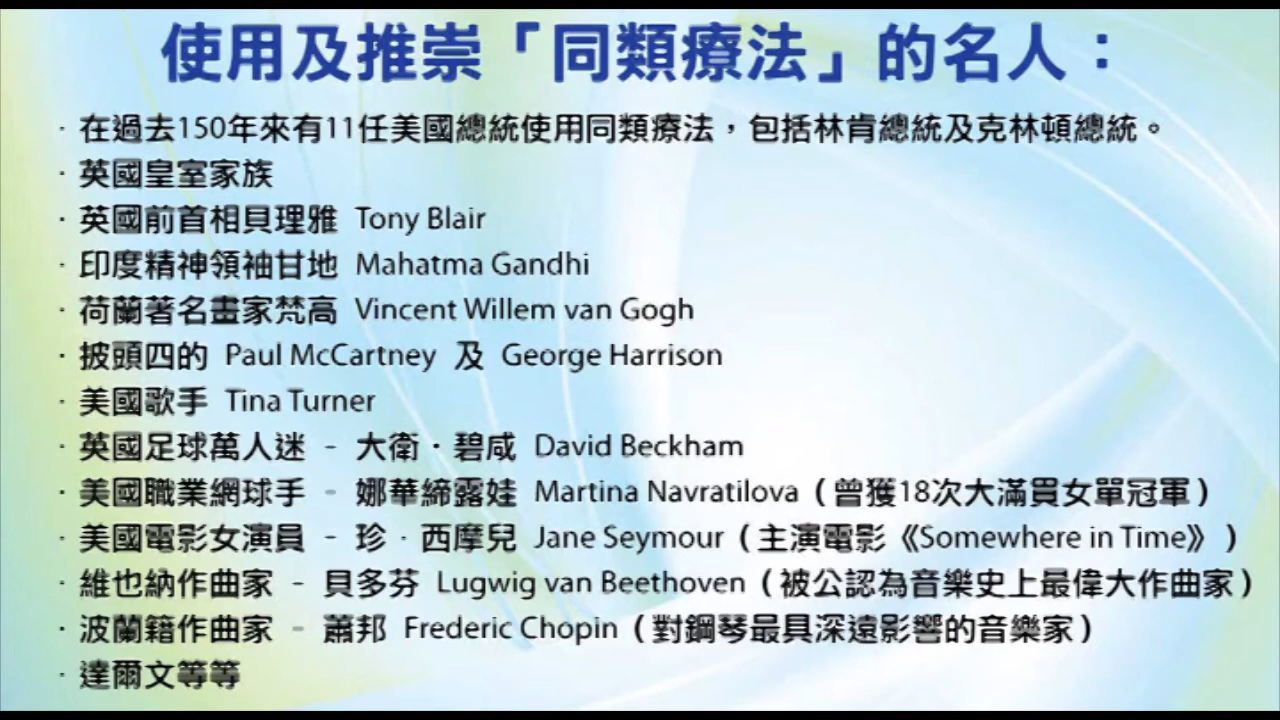 使用及推崇「同類療法」的名人：
· 在過去150年來有11任美國總統使用同類療法，包括林肯總統及克林頓總統。
· 英國皇室家族
· 英國前首相貝理雅 Tony Blair
· 印度精神領袖甘地 Mahatma Gandhi
· 荷蘭著名畫家梵高 Vincent Willem van Gogh
· 披頭四的 Paul McCartney 及 George Harrison
· 美國歌手 Tina Turner
· 英國足球萬人迷 - 大衛·碧咸 David Beckham
· 美國職業網球手 - 娜華締露娃 Martina Navratilova（曾獲18次大滿買女單冠軍）
· 美國電影女演員 - 珍·西摩兒 Jane Seymour（主演電影《Somewhere in Time》）
· 維也納作曲家 - 貝多芬 Lugwig van Beethoven（被公認為音樂史上最偉大作曲家）
· 波蘭籍作曲家 - 蕭邦 Frederic Chopin（對鋼琴最具深遠影響的音樂家）
· 達爾文等等